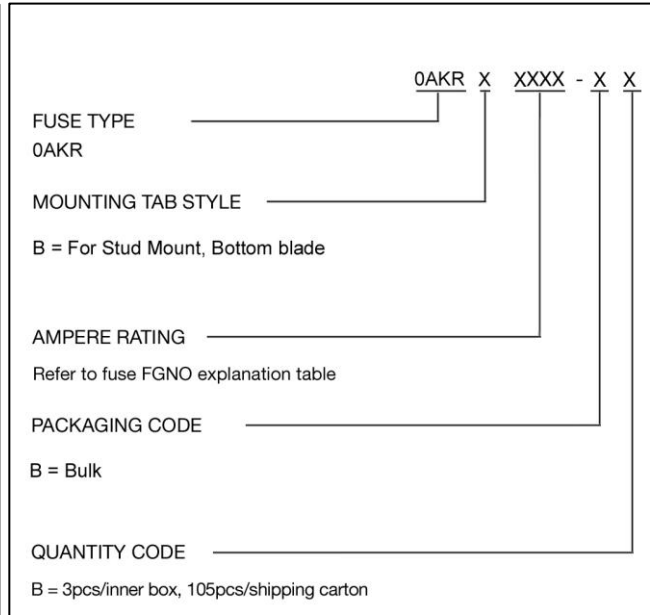 0AKR X XXXX - X X
FUSE TYPE
0AKR
MOUNTING TAB STYLE
B = For Stud Mount, Bottom blade
AMPERE RATING
Refer to fuse FGNO explanation table
PACKAGING CODE
B = Bulk
QUANTITY CODE
B = 3pcs/inner box, 105pcs/shipping carton